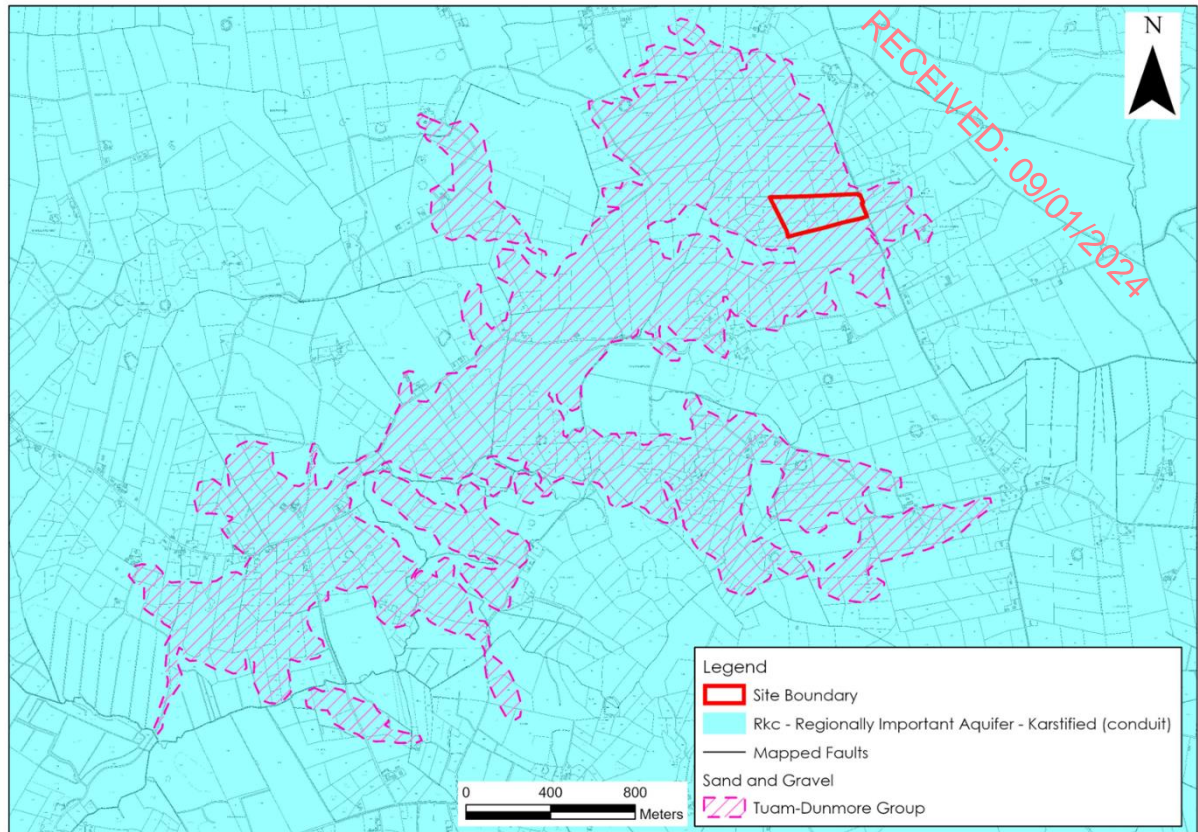 N
RECEIVED: 09/01/2024
Legend
Site Boundary
Rkc - Regionally Important Aquifer - Karstified (conduit)
Mapped Faults
Sand and Gravel
Tuam-Dunmore Group
0 400 800
Meters